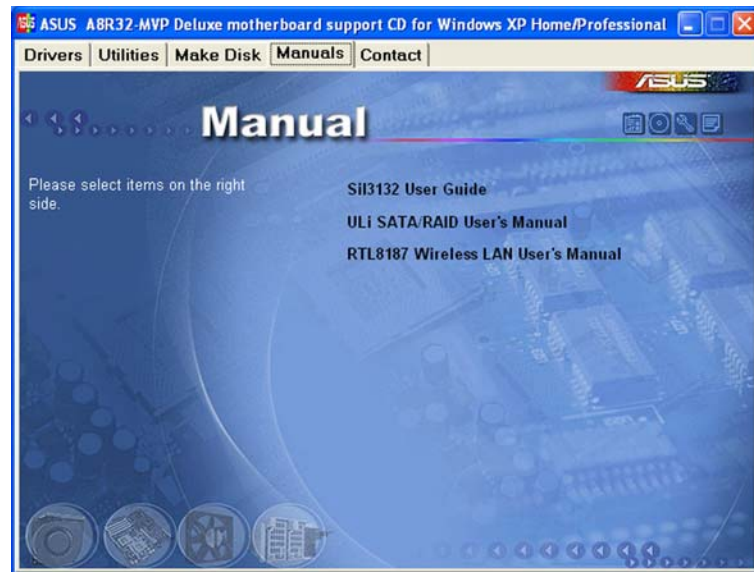 ASUS A8R32-MVP Deluxe motherboard support CD for Windows XP Home/Professional
Drivers Utilities Make Disk Manuals Contact
ASUS
Manual
Please select items on the right
side.
SiI3132 User Guide
ULi SATA/RAID User's Manual
RTL8187 Wireless LAN User's Manual